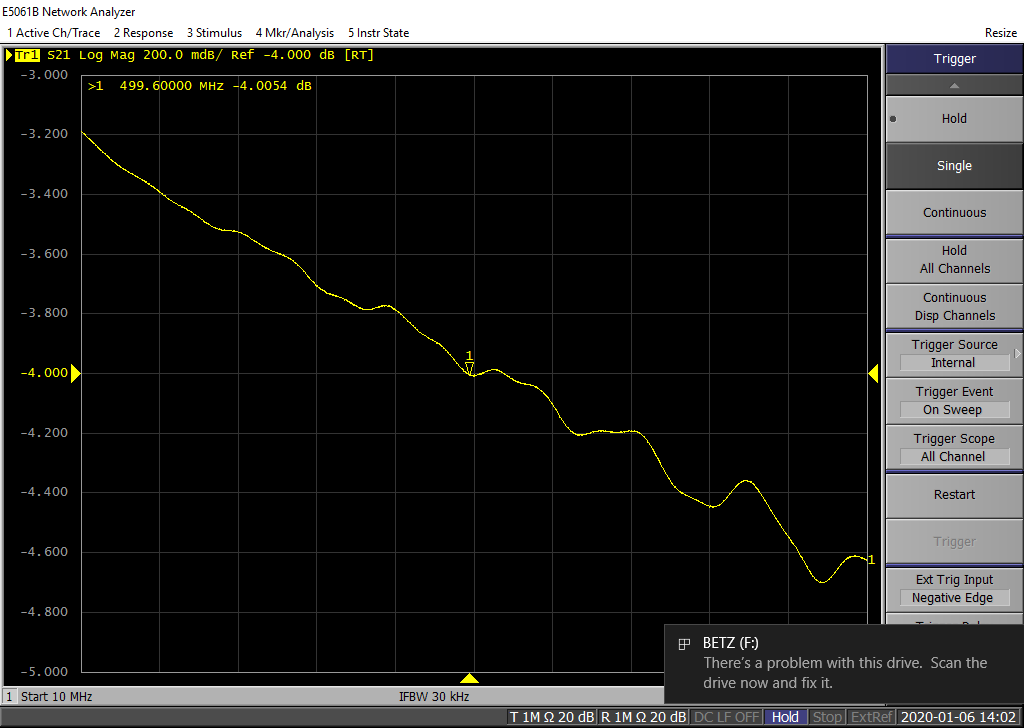 E5061B Network Analyzer
1 Active Ch/Trace 2 Response 3 Stimulus 4 Mkr/Analysis 5 Instr State Resize
Tr1 S21 Log Mag 200.0 mdB/ Ref -4.000 dB [RT]
>1 499.60000 MHz -4.0054 dB
-3.000
-3.200
-3.400
-3.600
-3.800
-4.000
-4.200
-4.400
-4.600
-4.800
-5.000
1
1
Trigger
Hold
Single
Continuous
Hold
All Channels
Continuous
Disp Channels
Trigger Source
Internal
Trigger Event
On Sweep
Trigger Scope
All Channel
Restart
Trigger
Ext Trig Input
Negative Edge
BETZ (F:)
There's a problem with this drive. Scan the
drive now and fix it.
1 Start 10 MHz IFBW 30 kHz
T 1M Ω 20 dB R 1M Ω 20 dB DC LF OFF Hold Stop ExtRef 2020-01-06 14:02